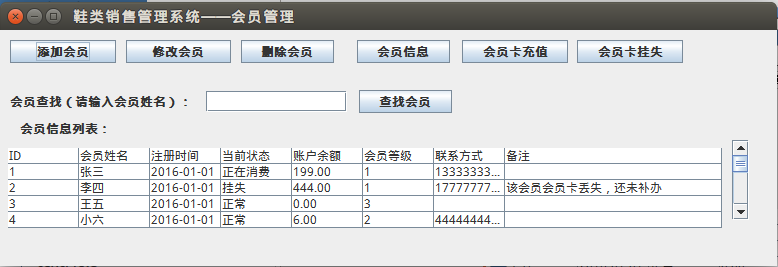 鞋类销售管理系统——会员管理
添加会员 修改会员 删除会员 会员信息 会员卡充值 会员卡挂失
会员查找（请输入会员姓名）： 查找会员
会员信息列表：
ID 会员姓名 注册时间 当前状态 账户余额 会员等级 联系方式 备注
1 张三 2016-01-01 正在消费 199.00 1 13333333...
2 李四 2016-01-01 挂失 444.00 1 17777777... 该会员会员卡丢失，还未补办
3 王五 2016-01-01 正常 0.00 3
4 小六 2016-01-01 正常 6.00 2 44444444...